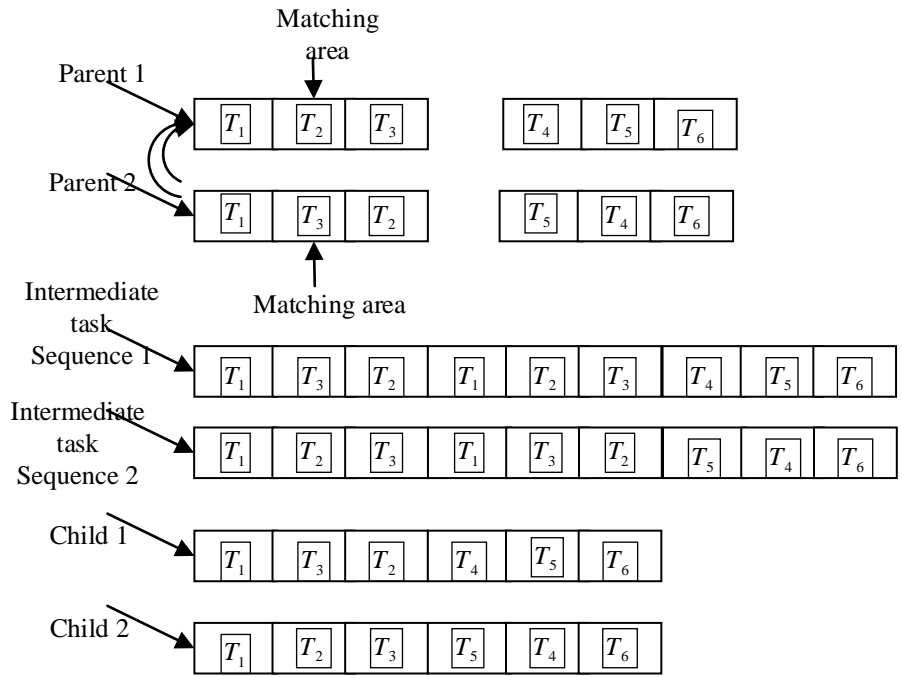 Matching
area
Parent 1
T₁ T₂ T₃ T₄ T₅ T₆
Parent 2
T₁ T₃ T₂ T₅ T₄ T₆
Matching area
Intermediate
task
Sequence 1
T₁ T₃ T₂ T₁ T₂ T₃ T₄ T₅ T₆
Intermediate
task
Sequence 2
T₁ T₂ T₃ T₁ T₃ T₂ T₅ T₄ T₆
Child 1
T₁ T₃ T₂ T₄ T₅ T₆
Child 2
T₁ T₂ T₃ T₅ T₄ T₆